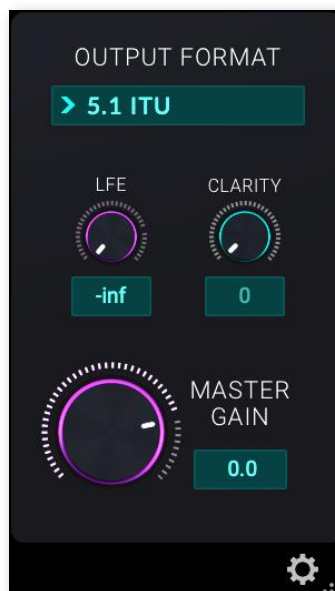 OUTPUT FORMAT
5.1 ITU
LFE
CLARITY
-inf
0
MASTER
GAIN
0.0